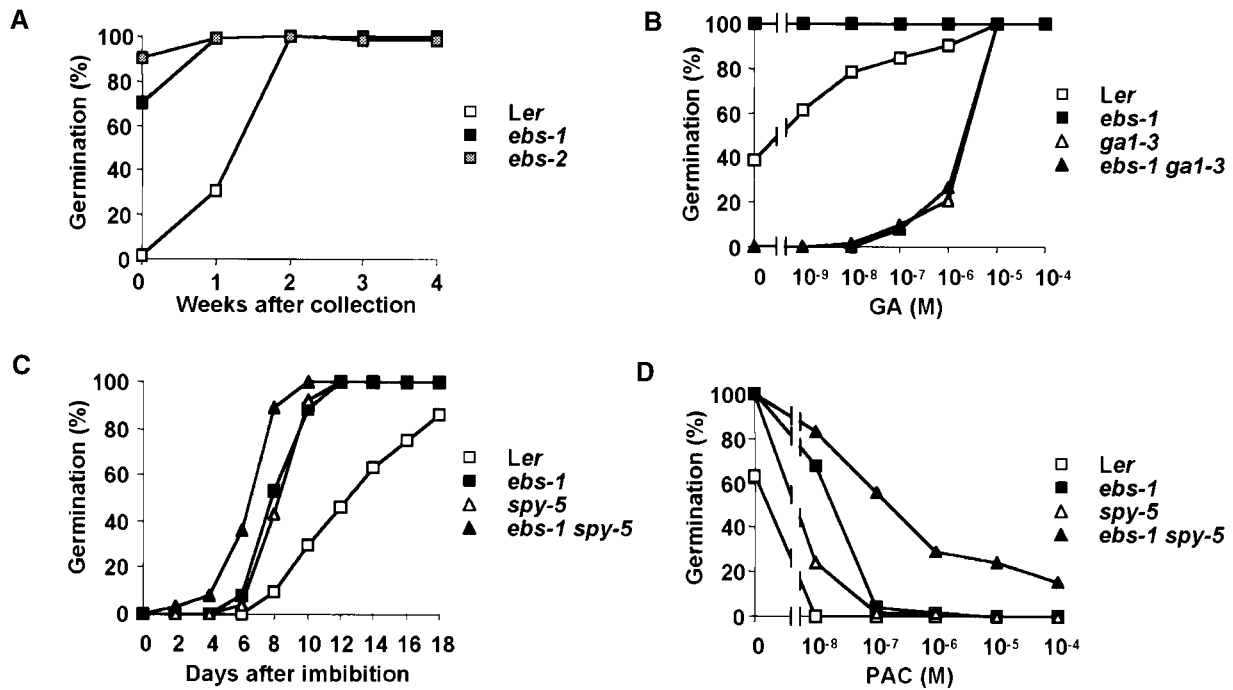 A
Germination (%)
100
80
60
40
20
0
0 1 2 3 4
Weeks after collection
Ler
ebs-1
ebs-2
B
Germination (%)
100
80
60
40
20
0
0 10-9 10-8 10-7 10-6 10-5 10-4
GA (M)
Ler
ebs-1
ga1-3
ebs-1 ga1-3
C
Germination (%)
100
80
60
40
20
0
0 2 4 6 8 10 12 14 16 18
Days after imbibition
Ler
ebs-1
spy-5
ebs-1 spy-5
D
Germination (%)
100
80
60
40
20
0
0 10-8 10-7 10-6 10-5 10-4
PAC (M)
Ler
ebs-1
spy-5
ebs-1 spy-5